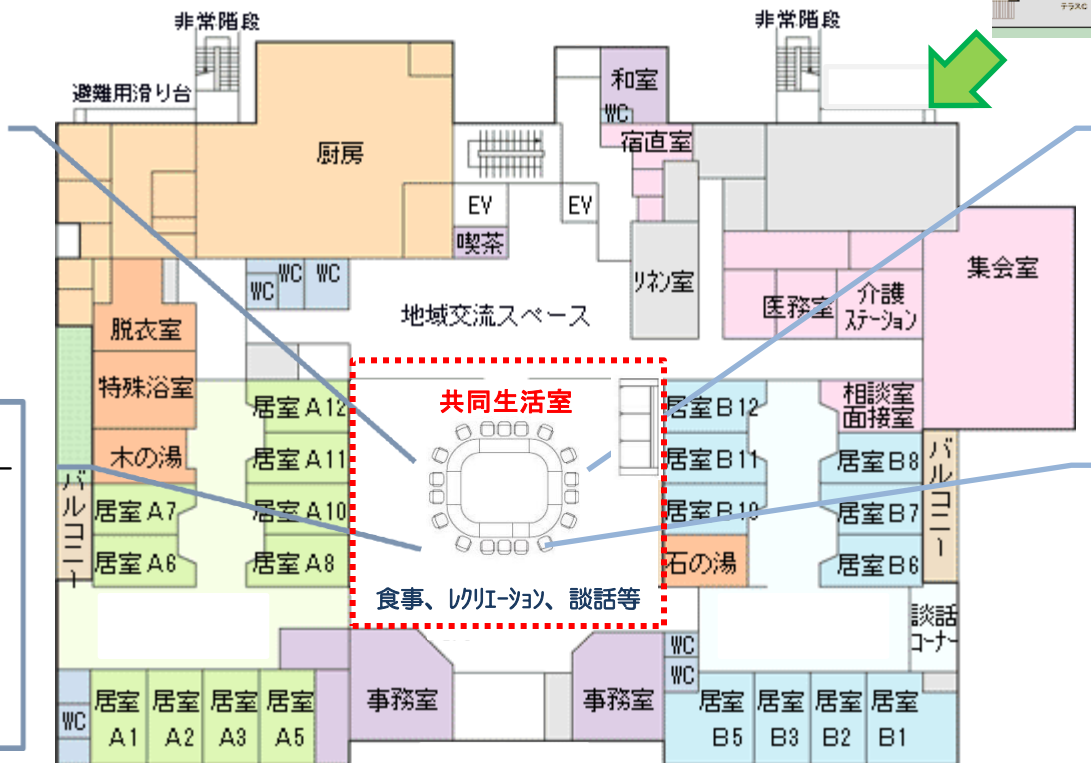 テラスC
非常階段
非常階段
避難用滑り台
和室
WC
宿直室
厨房
EV
EV
喫茶
リネン室
集会室
WC
WC
WC
医務室
介護
ステーション
地域交流スペース
脱衣室
特殊浴室
木の湯
共同生活室
相談室
面接室
居室A12
居室A11
居室A10
居室A8
居室A7
居室A6
バルコニー
居室B12
居室B11
居室B10
石の湯
居室B8
居室B7
居室B6
バルコニー
食事、レクリエーション、談話等
談話
コーナー
WC
WC
WC
事務室
事務室
居室
A1
居室
A2
居室
A3
居室
A5
居室
B5
居室
B3
居室
B2
居室
B1